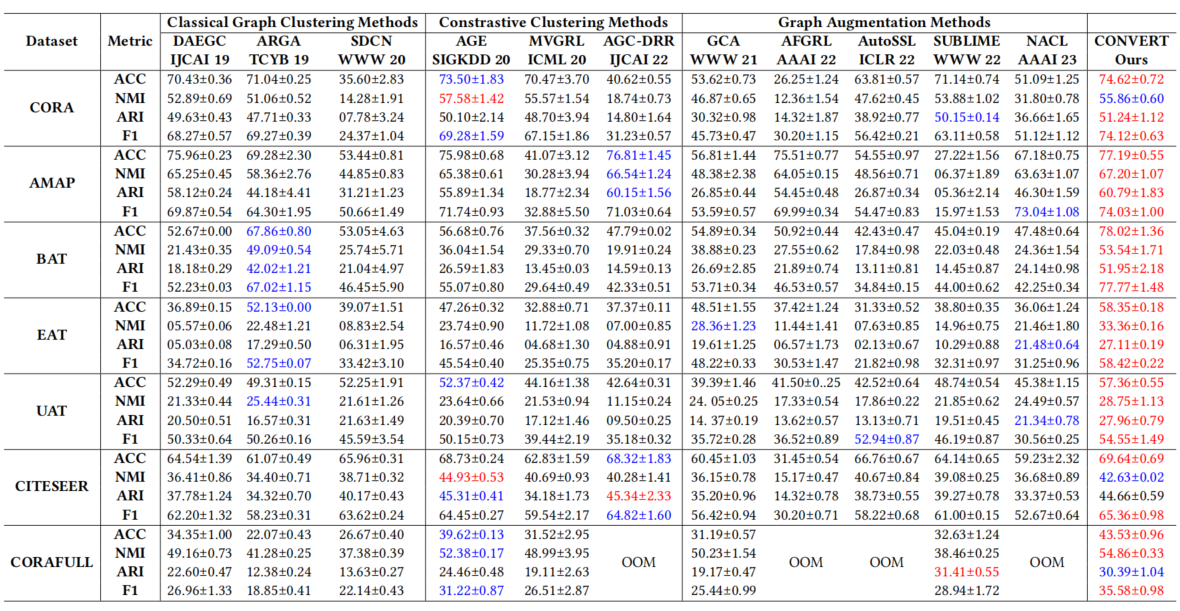 Dataset Metric Classical Graph Clustering Methods Constrastive Clustering Methods Graph Augmentation Methods
DAEGC ARGA SDCN AGE MVGRL AGC-DRR GCA AFGRL AutoSSL SUBLIME NACL CONVERT
IJCAI 19 TCYB 19 WWW 20 SIGKDD 20 ICML 20 IJCAI 22 WWW 21 AAAI 22 ICLR 22 WWW 22 AAAI 23 Ours
CORA ACC 70.43±0.36 71.04±0.25 35.60±2.83 73.50±1.83 70.47±3.70 40.62±0.55 53.62±0.73 26.25±1.24 63.81±0.57 71.14±0.74 51.09±1.25 74.62±0.72
NMI 52.89±0.69 51.06±0.52 14.28±1.91 57.58±1.42 55.57±1.54 18.74±0.73 46.87±0.65 12.36±1.54 47.62±0.45 53.88±1.02 31.80±0.78 55.86±0.60
ARI 49.63±0.43 47.71±0.33 07.78±3.24 50.10±2.14 48.70±3.94 14.80±1.64 30.32±0.98 14.32±1.87 38.92±0.77 50.15±0.14 36.66±1.65 51.24±1.12
F1 68.27±0.57 69.27±0.39 24.37±1.04 69.28±1.59 67.15±1.86 31.23±0.57 45.73±0.47 30.20±1.15 56.42±0.21 63.11±0.58 51.12±1.12 74.12±0.63
AMAP ACC 75.96±0.23 69.28±2.30 53.44±0.81 75.98±0.68 41.07±3.12 76.81±1.45 56.81±1.44 75.51±0.77 54.55±0.97 27.22±1.56 67.18±0.75 77.19±0.55
NMI 65.25±0.45 58.36±2.76 44.85±0.83 65.38±0.61 30.28±3.94 66.54±1.24 48.38±2.38 64.05±0.15 48.56±0.71 06.37±1.89 63.63±1.07 67.20±1.07
ARI 58.12±0.24 44.18±4.41 31.21±1.23 55.89±1.34 18.77±2.34 60.15±1.56 26.85±0.44 54.45±0.48 26.87±0.34 05.36±2.14 46.30±1.59 60.79±1.83
F1 69.87±0.54 64.30±1.95 50.66±1.49 71.74±0.93 32.88±5.50 71.03±0.64 53.59±0.57 69.99±0.34 54.47±0.83 15.97±1.53 73.04±1.08 74.03±1.00
BAT ACC 52.67±0.00 67.86±0.80 53.05±4.63 56.68±0.76 37.56±0.32 47.79±0.02 54.89±0.34 50.92±0.44 42.43±0.47 45.04±0.19 47.48±0.64 78.02±1.36
NMI 21.43±0.35 49.09±0.54 25.74±5.71 36.04±1.54 29.33±0.70 19.91±0.24 38.88±0.23 27.55±0.62 17.84±0.98 22.03±0.48 24.36±1.54 53.54±1.71
ARI 18.18±0.29 42.02±1.21 21.04±4.97 26.59±1.83 13.45±0.03 14.59±0.13 26.69±2.85 21.89±0.74 13.11±0.81 14.45±0.87 24.14±0.98 51.95±2.18
F1 52.23±0.03 67.02±1.15 46.45±5.90 55.07±0.80 29.64±0.49 42.33±0.51 53.71±0.34 46.53±0.57 34.84±0.15 44.00±0.62 42.25±0.34 77.77±1.48
EAT ACC 36.89±0.15 52.13±0.00 39.07±1.51 47.26±0.32 32.88±0.71 37.37±0.11 48.51±1.55 37.42±1.24 31.33±0.52 38.80±0.35 36.06±1.24 58.35±0.18
NMI 05.57±0.06 22.48±1.21 08.83±2.54 23.74±0.90 11.72±1.08 07.00±0.85 28.36±1.23 11.44±1.41 07.63±0.85 14.96±0.75 21.46±1.80 33.36±0.16
ARI 05.03±0.08 17.29±0.50 06.31±1.95 16.57±0.46 04.68±1.30 04.88±0.91 19.61±1.25 06.57±1.73 02.13±0.67 10.29±0.88 21.48±0.64 27.11±0.19
F1 34.72±0.16 52.75±0.07 33.42±3.10 45.54±0.40 25.35±0.75 35.20±0.17 48.22±0.33 30.53±1.47 21.82±0.98 32.31±0.97 31.25±0.96 58.42±0.22
UAT ACC 52.29±0.49 49.31±0.15 52.25±1.91 52.37±0.42 44.16±1.38 42.64±0.31 39.39±1.46 41.50±0..25 42.52±0.64 48.74±0.54 45.38±1.15 57.36±0.55
NMI 21.33±0.44 25.44±0.31 21.61±1.26 23.64±0.66 21.53±0.94 11.15±0.24 24. 05±0.25 17.33±0.54 17.86±0.22 21.85±0.62 24.49±0.57 28.75±1.13
ARI 20.50±0.51 16.57±0.31 21.63±1.49 20.39±0.70 17.12±1.46 09.50±0.25 14. 37±0.19 13.62±0.57 13.13±0.71 19.51±0.45 21.34±0.78 27.96±0.79
F1 50.33±0.64 50.26±0.16 45.59±3.54 50.15±0.73 39.44±2.19 35.18±0.32 35.72±0.28 36.52±0.89 52.94±0.87 46.19±0.87 30.56±0.25 54.55±1.49
CITESEER ACC 64.54±1.39 61.07±0.49 65.96±0.31 68.73±0.24 62.83±1.59 68.32±1.83 60.45±1.03 31.45±0.54 66.76±0.67 64.14±0.65 59.23±2.32 69.64±0.69
NMI 36.41±0.86 34.40±0.71 38.71±0.32 44.93±0.53 40.69±0.93 40.28±1.41 36.15±0.78 15.17±0.47 40.67±0.84 39.08±0.25 36.68±0.89 42.63±0.02
ARI 37.78±1.24 34.32±0.70 40.17±0.43 45.31±0.41 34.18±1.73 45.34±2.33 35.20±0.96 14.32±0.78 38.73±0.55 39.27±0.78 33.37±0.53 44.66±0.59
F1 62.20±1.32 58.23±0.31 63.62±0.24 64.45±0.27 59.54±2.17 64.82±1.60 56.42±0.94 30.20±0.71 58.22±0.68 61.00±0.15 52.67±0.64 65.36±0.98
CORAFULL ACC 34.35±1.00 22.07±0.43 26.67±0.40 39.62±0.13 31.52±2.95 OOM 31.19±0.57 OOM OOM 32.63±1.24 OOM 43.53±0.96
NMI 49.16±0.73 41.28±0.25 37.38±0.39 52.38±0.17 48.99±3.95 50.23±1.54 38.46±0.25 54.86±0.33
ARI 22.60±0.47 12.38±0.24 13.63±0.27 24.46±0.48 19.11±2.63 19.17±0.47 31.41±0.55 30.39±1.04
F1 26.96±1.33 18.85±0.41 22.14±0.43 31.22±0.87 26.51±2.87 25.44±0.99 28.94±1.72 35.58±0.98